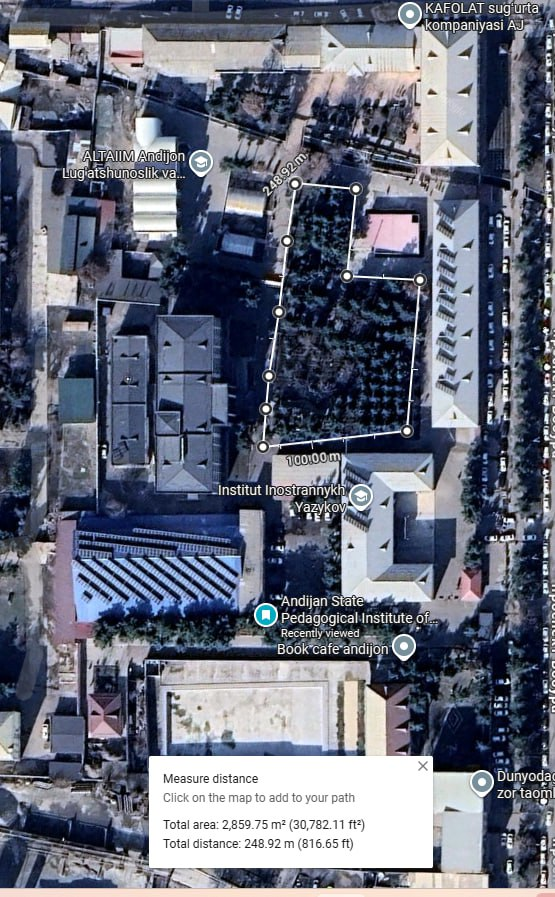 KAFOLAT sug'urta
kompaniyasi AJ
ALTAIIM Andijon
Lug'atshunoslik va...
248.92 m
100.00 m
Institut Inostrannykh
Yazykov
Andijan State
Pedagogical Institute of...
Recently viewed
Book cafe andijon
Dunyodag
zor taoml
Measure distance
Click on the map to add to your path
Total area: 2,859.75 m² (30,782.11 ft²)
Total distance: 248.92 m (816.65 ft)